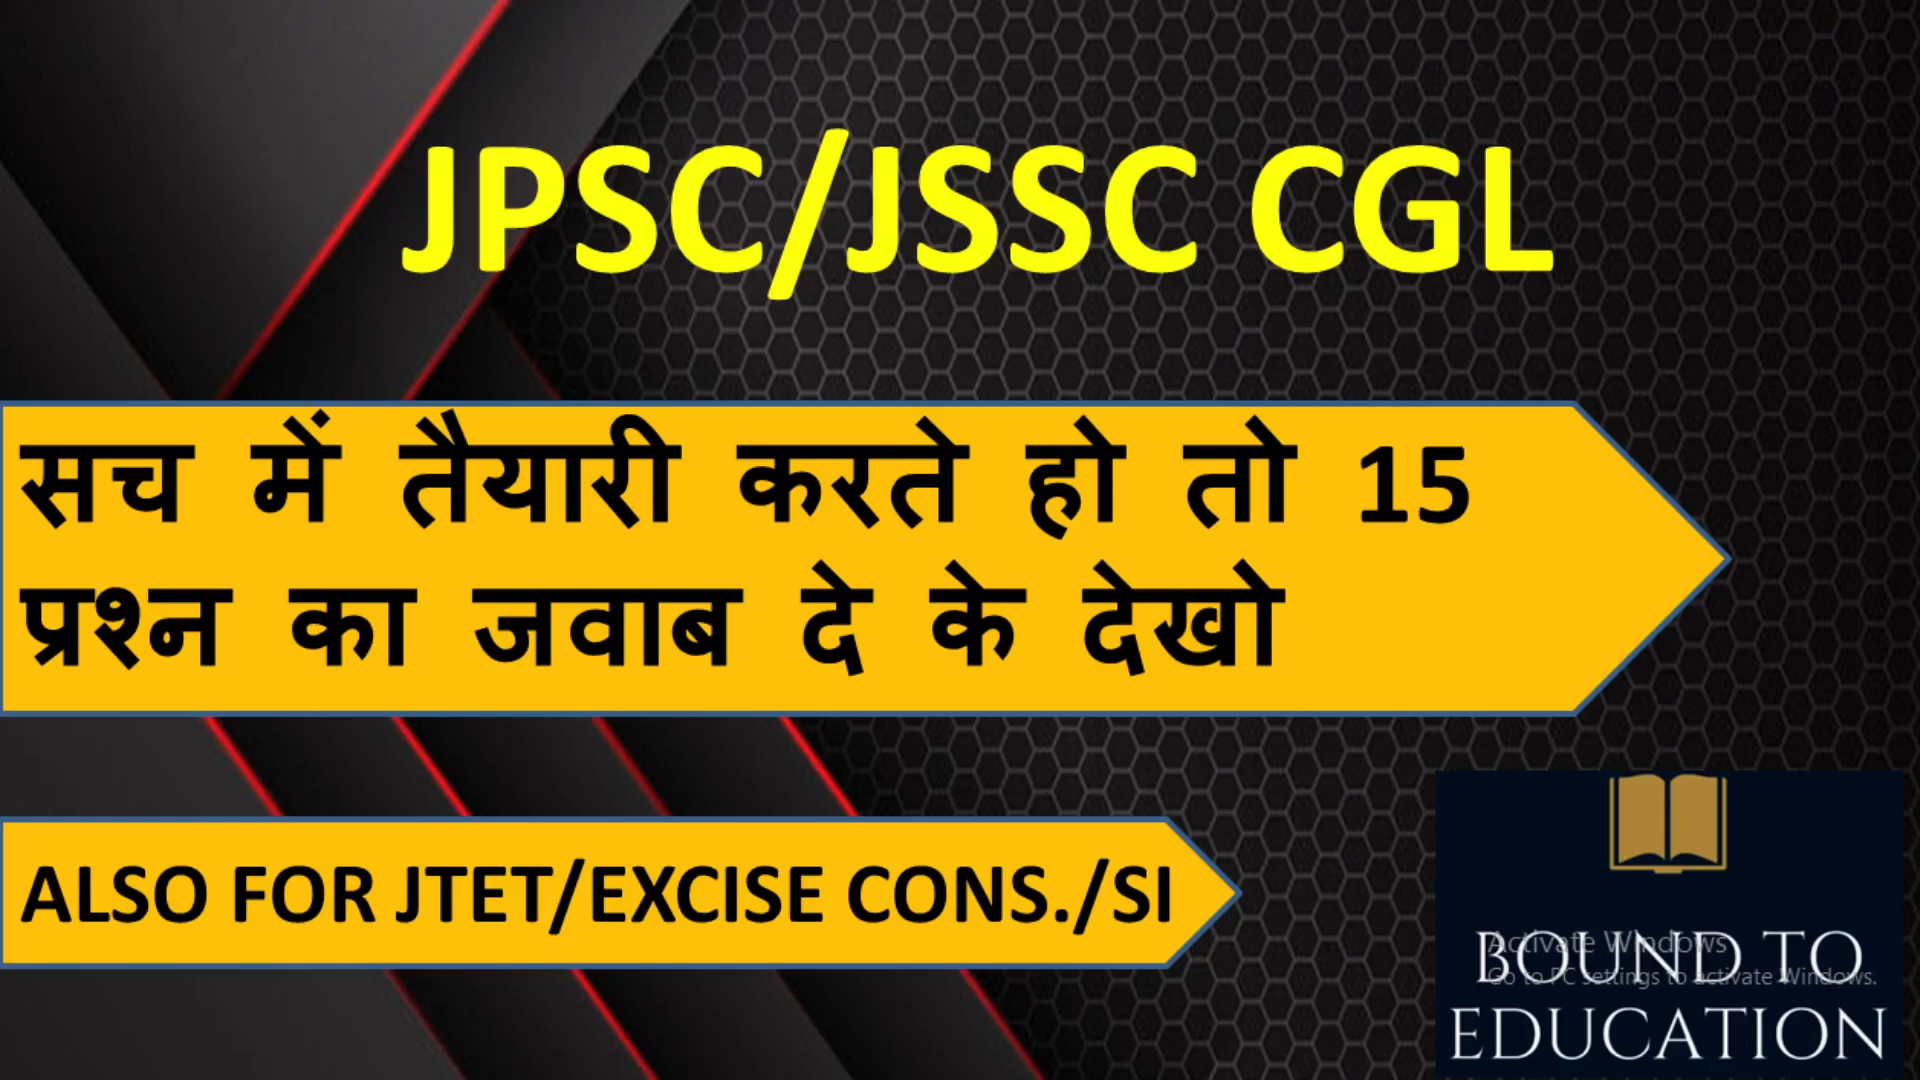 JPSC/JSSC CGL
सच में तैयारी करते हो तो 15
प्रश्न का जवाब दे के देखो
ALSO FOR JTET/EXCISE CONS./SI
BOUND TO
EDUCATION
Activate Windows
Go to PC settings to activate Windows.